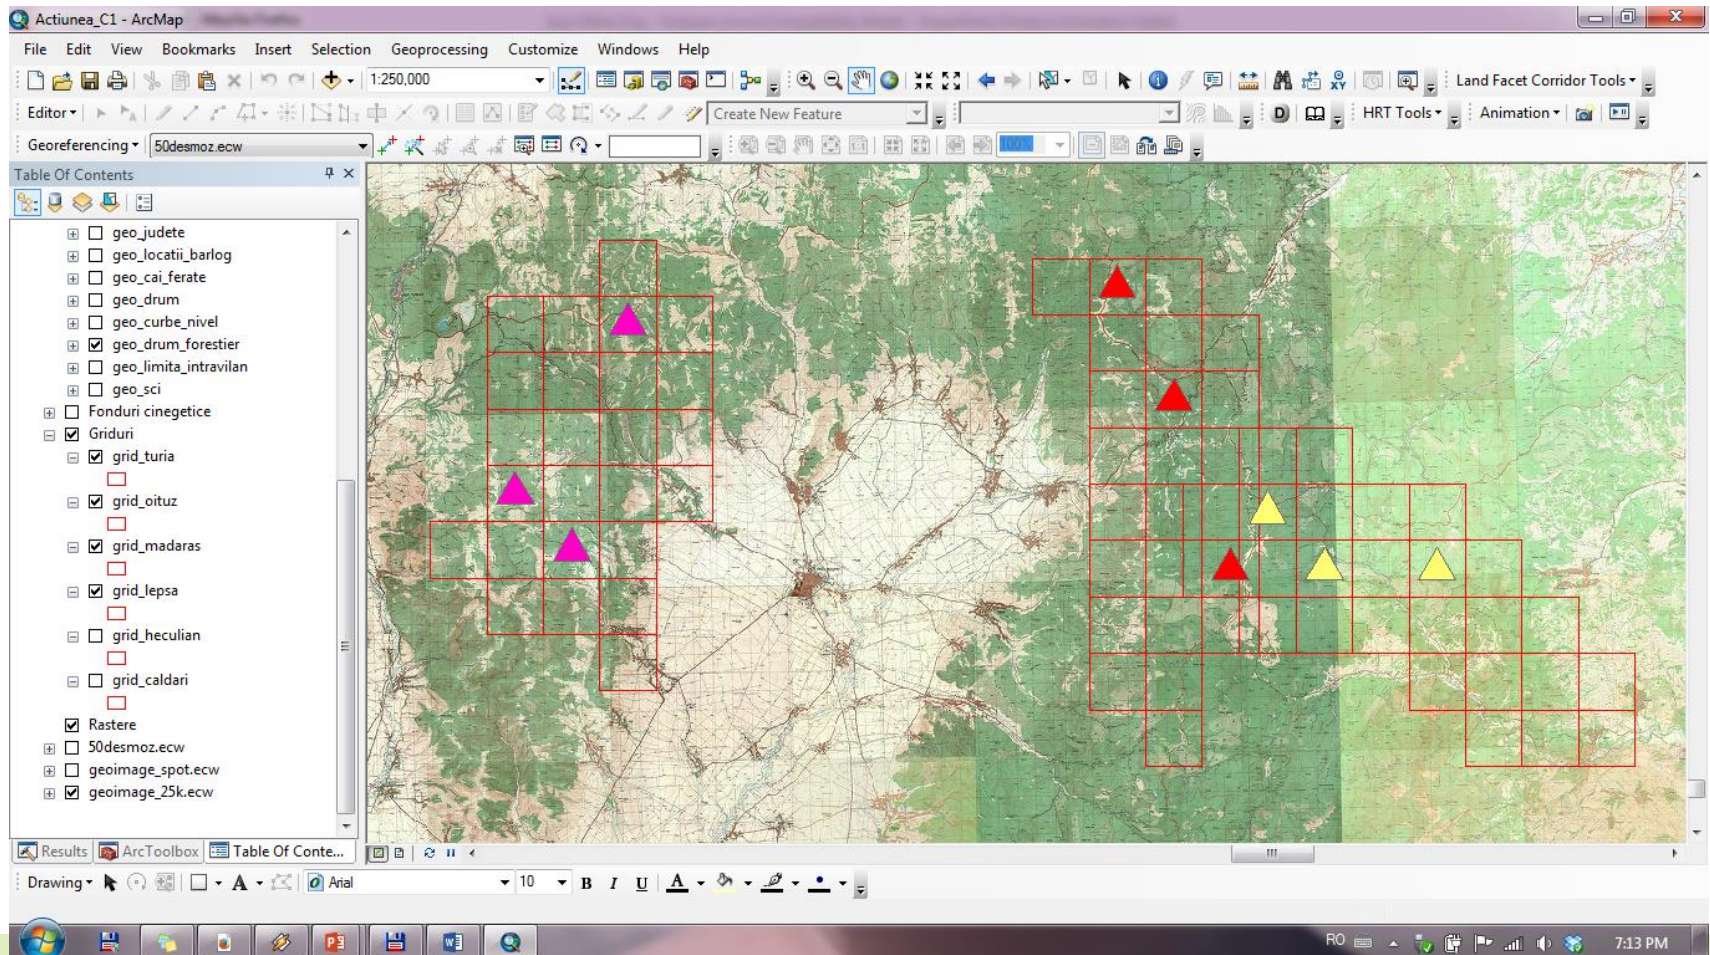 Actiunea_C1 - ArcMap
File Edit View Bookmarks Insert Selection Geoprocessing Customize Windows Help
1:250,000 Land Facet Corridor Tools
Editor Create New Feature D HRT Tools Animation
Georeferencing 50desmoz.ecw 100%
Table Of Contents
geo_judete
geo_locatii_barlog
geo_cai_ferate
geo_drum
geo_curbe_nivel
geo_drum_forestier
geo_limita_intravilan
geo_sci
Fonduri cinegetice
Griduri
grid_turia
grid_oituz
grid_madaras
grid_lepsa
grid_heculian
grid_caldari
Rastere
50desmoz.ecw
geoimage_spot.ecw
geoimage_25k.ecw
Results ArcToolbox Table Of Conte...
Drawing A Arial 10 B I U A
RO 7:13 PM